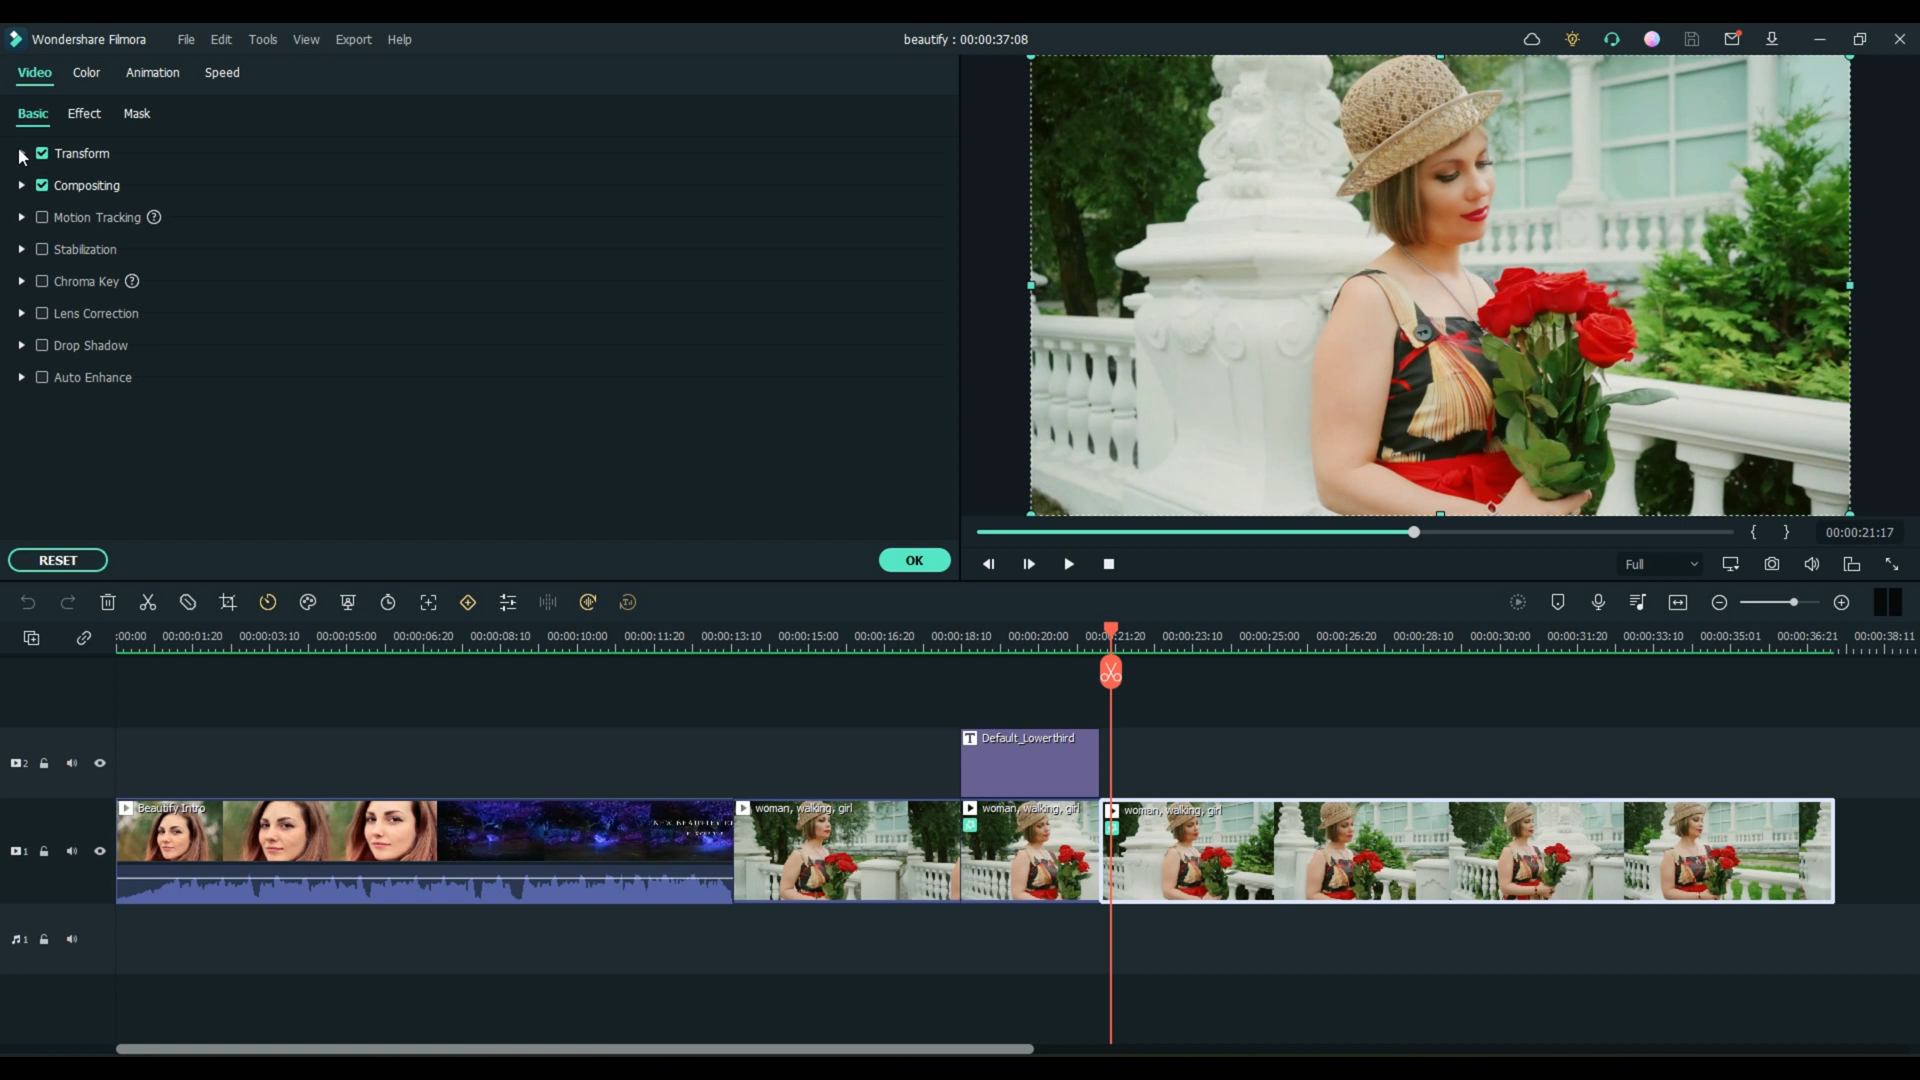 Wondershare Filmora File Edit Tools View Export Help beautify : 00:00:37:08
Video Color Animation Speed
Basic Effect Mask
Transform
Compositing
Motion Tracking ?
Stabilization
Chroma Key ?
Lens Correction
Drop Shadow
Auto Enhance
RESET OK
{ } 00:00:21:17
Full
:00:00 00:00:01:20 00:00:03:10 00:00:05:00 00:00:06:20 00:00:08:10 00:00:10:00 00:00:11:20 00:00:13:10 00:00:15:00 00:00:16:20 00:00:18:10 00:00:20:00 00:00:21:20 00:00:23:10 00:00:25:00 00:00:26:20 00:00:28:10 00:00:30:00 00:00:31:20 00:00:33:10 00:00:35:01 00:00:36:21 00:00:38:11
T Default_Lowerthird
2
Beautify Intro woman, walking, girl woman, walking, girl woman, walking, girl
1
1